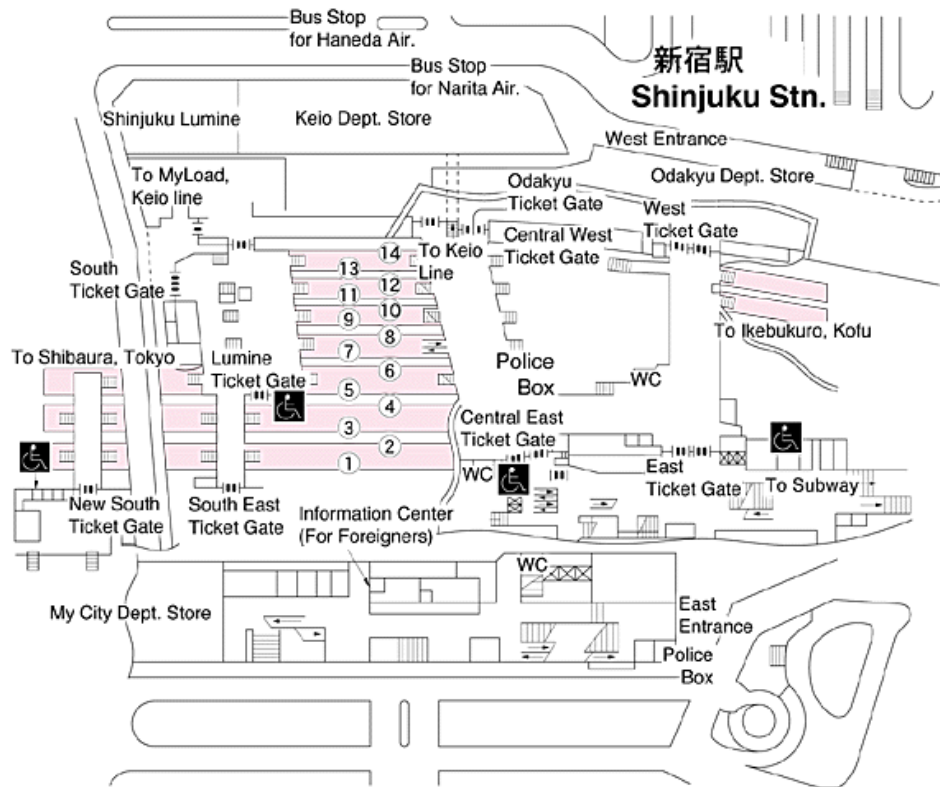 Bus Stop
for Haneda Air.
新宿駅
Shinjuku Stn.
Bus Stop
for Narita Air.
Shinjuku Lumine
Keio Dept. Store
West Entrance
Odakyu Dept. Store
To MyLoad,
Keio line
Odakyu
Ticket Gate
West
Ticket Gate
Central West
Ticket Gate
To Keio
Line
South
Ticket Gate
14
13
12
11
10
9
8
7
6
5
4
3
2
1
To Ikebukuro, Kofu
To Shibaura, Tokyo
Lumine
Ticket Gate
Police
Box
WC
Central East
Ticket Gate
WC
East
Ticket Gate
To Subway
New South
Ticket Gate
South East
Ticket Gate
Information Center
(For Foreigners)
WC
My City Dept. Store
East
Entrance
Police
Box